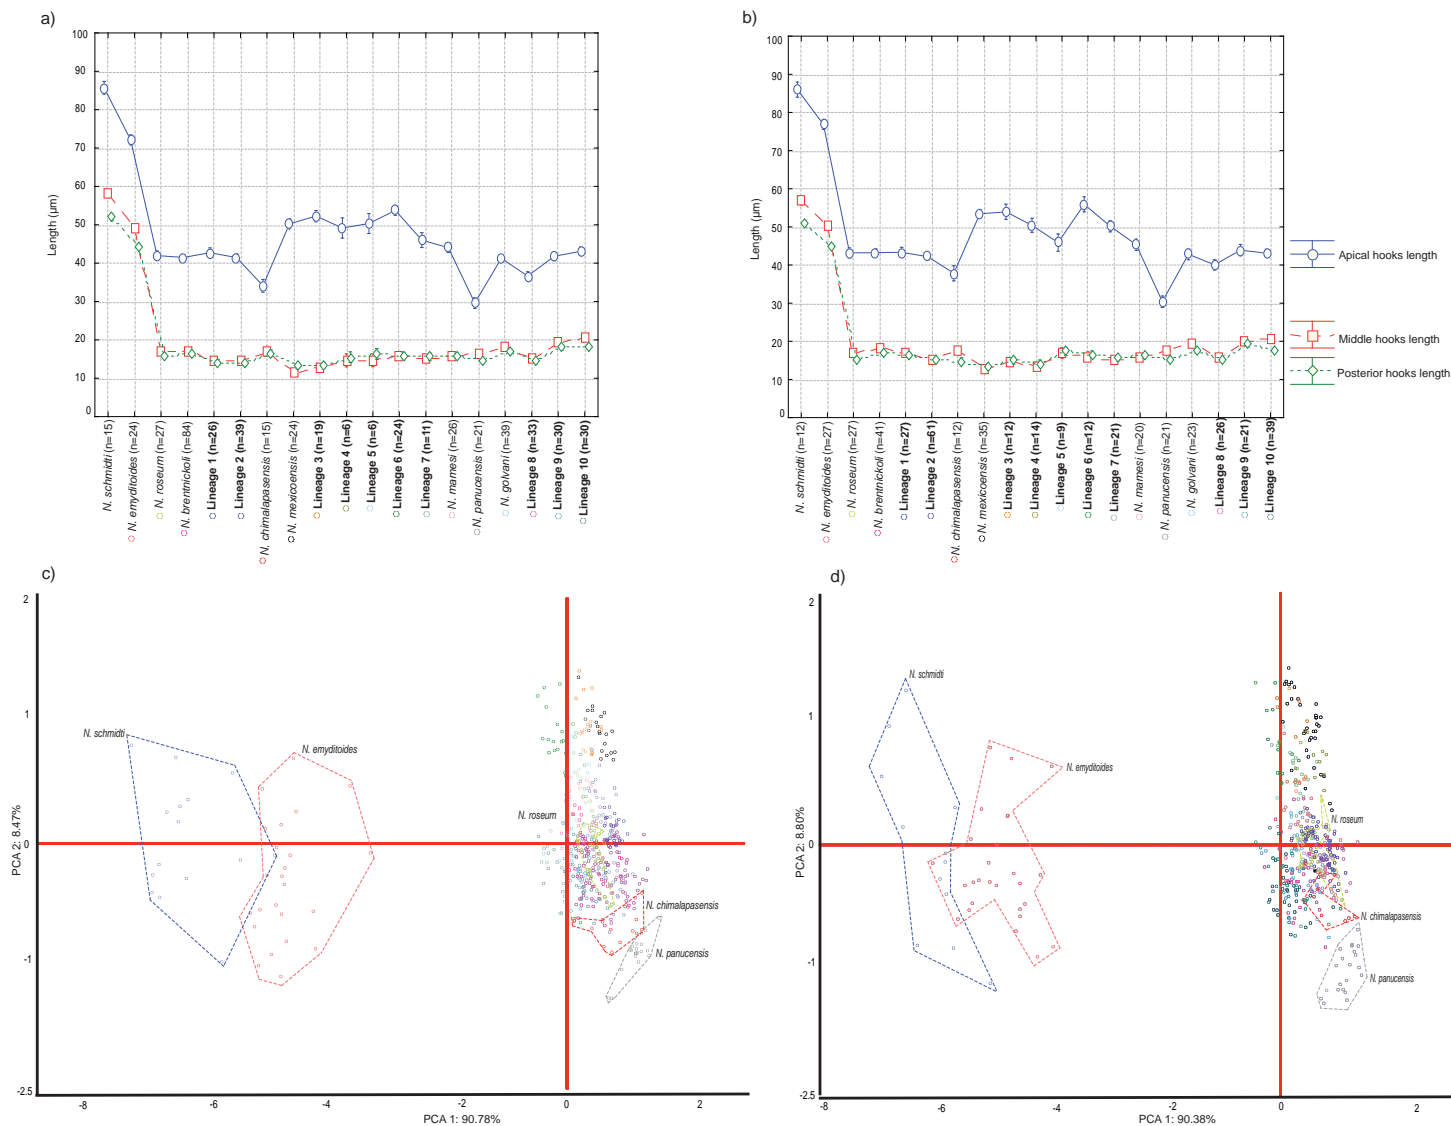 a)
100
90
80
70
60
50
40
30
20
10
0
Length (µm)
N. schmidti (n=15)
N. emyditoides (n=24)
N. roseum (n=27)
N. brentnickoli (n=84)
Lineage 1 (n=26)
Lineage 2 (n=39)
N. chimalapasensis (n=15)
N. mexicoensis (n=24)
Lineage 3 (n=19)
Lineage 4 (n=6)
Lineage 5 (n=6)
Lineage 6 (n=24)
Lineage 7 (n=11)
N. mamesi (n=26)
N. panucensis (n=21)
N. golvani (n=39)
Lineage 8 (n=33)
Lineage 9 (n=30)
Lineage 10 (n=30)
b)
100
90
80
70
60
50
40
30
20
10
0
Length (µm)
N. schmidti (n=12)
N. emyditoides (n=27)
N. roseum (n=27)
N. brentnickoli (n=41)
Lineage 1 (n=27)
Lineage 2 (n=61)
N. chimalapasensis (n=12)
N. mexicoensis (n=35)
Lineage 3 (n=12)
Lineage 4 (n=14)
Lineage 5 (n=9)
Lineage 6 (n=12)
Lineage 7 (n=21)
N. mamesi (n=20)
N. panucensis (n=21)
N. golvani (n=23)
Lineage 8 (n=26)
Lineage 9 (n=21)
Lineage 10 (n=39)
Apical hooks length
Middle hooks length
Posterior hooks length
c)
2
1
0
-1
-2.5
PCA 2: 8.47%
N. schmidti
N. emyditoides
N. roseum
N. chimalapasensis
N. panucensis
-8
-6
-4
-2
0
2
PCA 1: 90.78%
d)
2
1
0
-1
-2.5
PCA 2: 8.80%
N. schmidti
N. emyditoides
N. roseum
N. chimalapasensis
N. panucensis
-8
-6
-4
-2
0
2
PCA 1: 90.38%